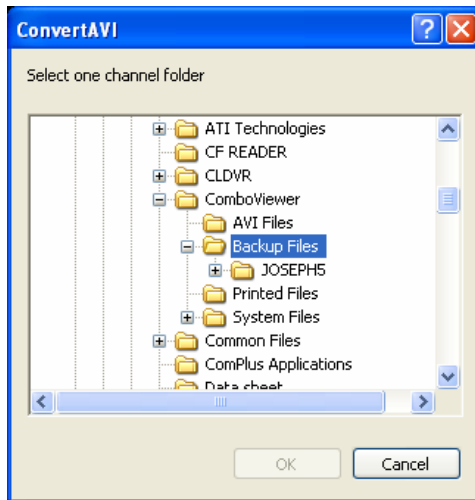 ConvertAVI
Select one channel folder
ATI Technologies
CF READER
CLDVR
ComboViewer
AVI Files
Backup Files
JOSEPH5
Printed Files
System Files
Common Files
ComPlus Applications
Data sheet
OK
Cancel